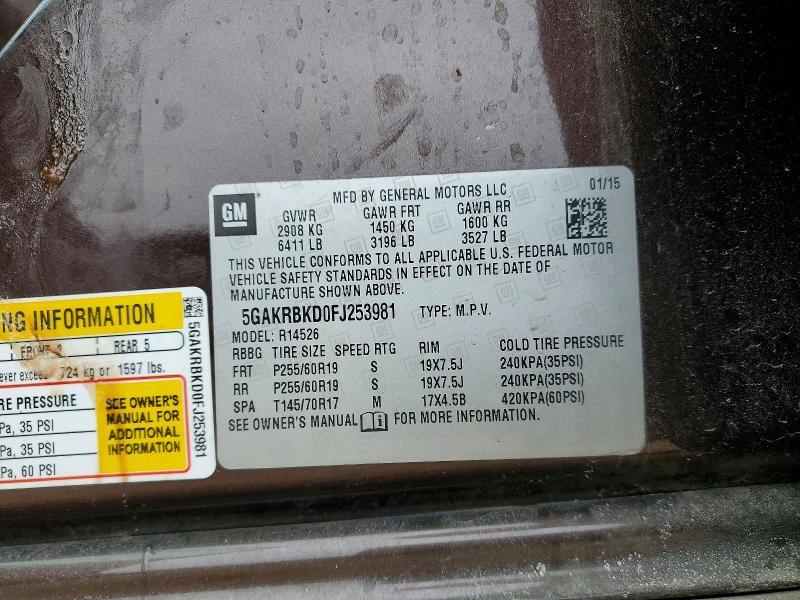 GM
MFD BY GENERAL MOTORS LLC 01/15
GVWR GAWR FRT GAWR RR
2908 KG 1450 KG 1600 KG
6411 LB 3196 LB 3527 LB
THIS VEHICLE CONFORMS TO ALL APPLICABLE U.S. FEDERAL MOTOR
VEHICLE SAFETY STANDARDS IN EFFECT ON THE DATE OF
MANUFACTURE SHOWN ABOVE.
5GAKRBKD0FJ253981 TYPE: M.P.V.
MODEL: R14526
RBBG TIRE SIZE SPEED RTG RIM COLD TIRE PRESSURE
FRT P255/60R19 S 19X7.5J 240KPA(35PSI)
RR P255/60R19 S 19X7.5J 240KPA(35PSI)
SPA T145/70R17 M 17X4.5B 420KPA(60PSI)
SEE OWNER'S MANUAL FOR MORE INFORMATION.
NG INFORMATION
FRONT 2 REAR 5
ever exceed 724 kg or 1597 lbs.
RE PRESSURE
Pa, 35 PSI
Pa, 35 PSI
Pa, 60 PSI
SEE OWNER'S
MANUAL FOR
ADDITIONAL
INFORMATION
5GAKRBKD0FJ253981